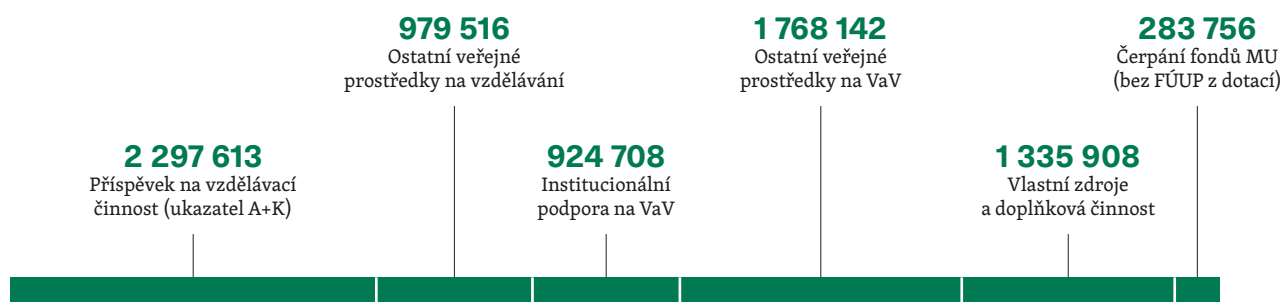 979 516
Ostatní veřejné
prostředky na vzdělávání
1 768 142
Ostatní veřejné
prostředky na VaV
283 756
Čerpání fondů MU
(bez FÚUP z dotací)
2 297 613
Příspěvek na vzdělávací
činnost (ukazatel A+K)
924 708
Institucionální
podpora na VaV
1 335 908
Vlastní zdroje
a doplňková činnost